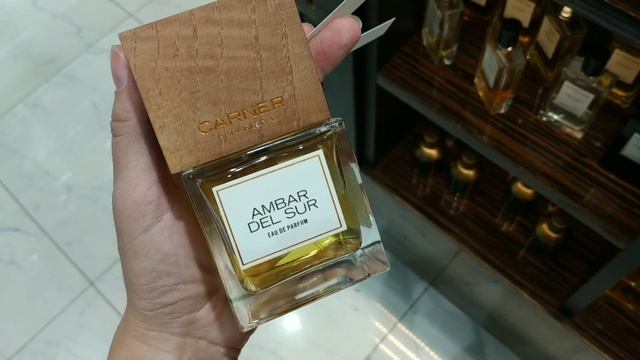 CARNER
BARCELONA
AMBAR
DEL SUR
EAU DE PARFUM